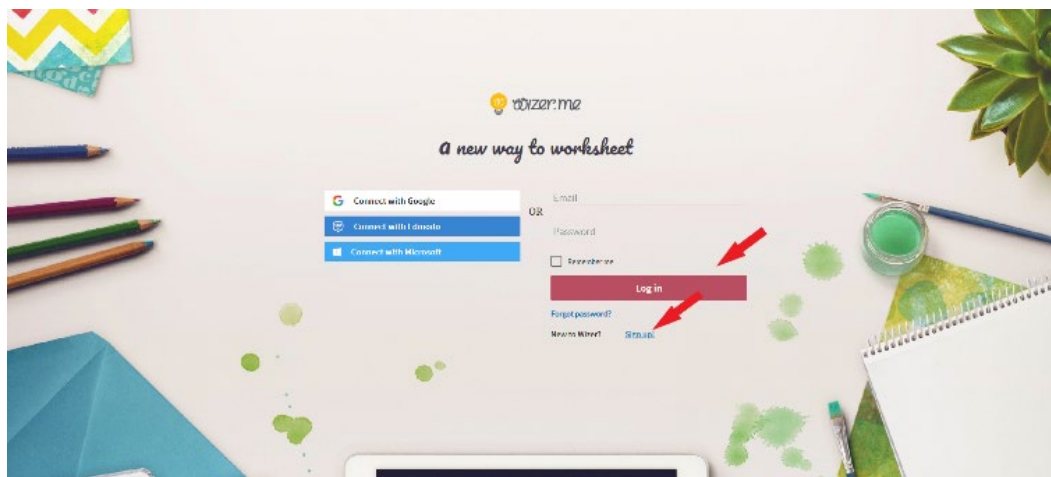 wizer.me
a new way to worksheet
Connect with Google
Connect with Edmodo
Connect with Microsoft
OR
Email
Password
Remember me
Log in
Forgot password?
New to Wizer?
Sign up!